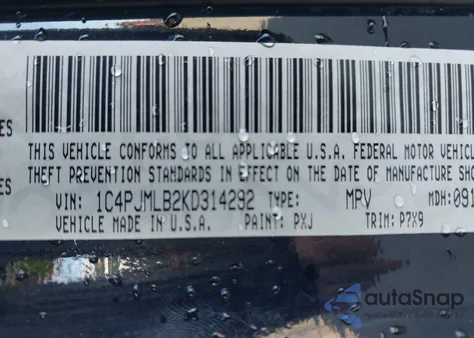 THIS VEHICLE CONFORMS TO ALL APPLICABLE U.S.A. FEDERAL MOTOR VEHICL
ES
THEFT PREVENTION STANDARDS IN EFFECT ON THE DATE OF MANUFACTURE SHO
VIN: 1C4PJMLB2KD314292 TYPE: MPV MDH:091
ES
VEHICLE MADE IN U.S.A. PAINT: PXJ TRIM: P7X9
autoSnap